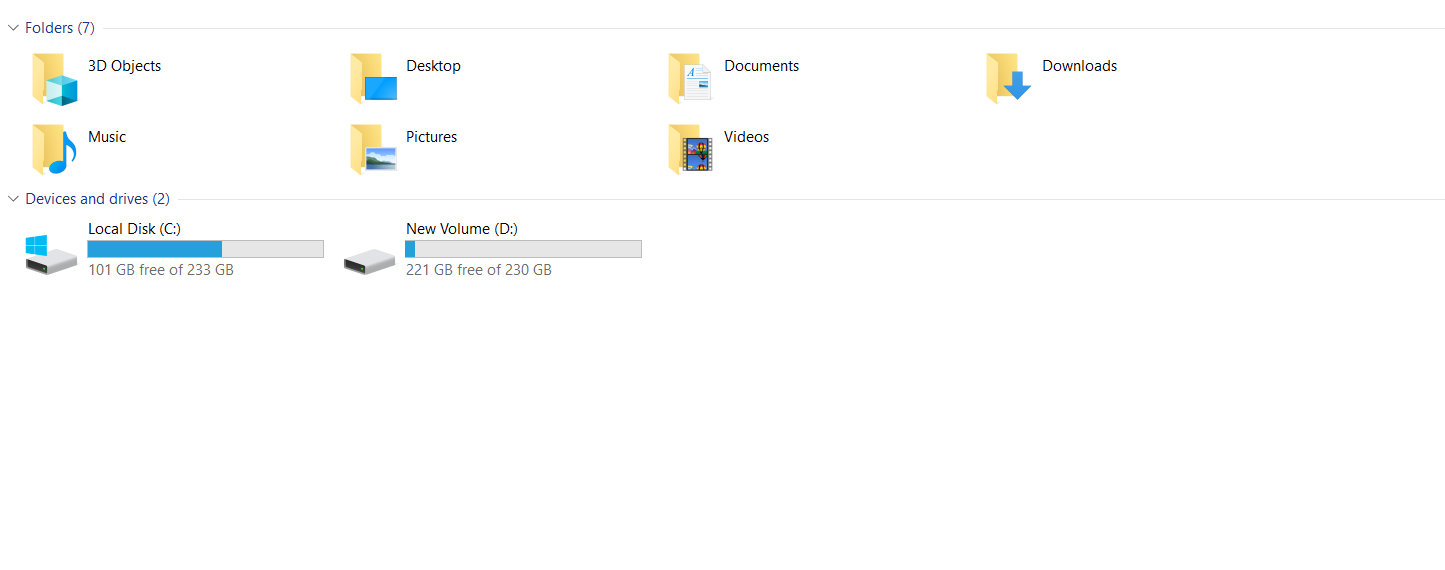 Folders (7)
3D Objects
Desktop
Documents
Downloads
Music
Pictures
Videos
Devices and drives (2)
Local Disk (C:)
101 GB free of 233 GB
New Volume (D:)
221 GB free of 230 GB